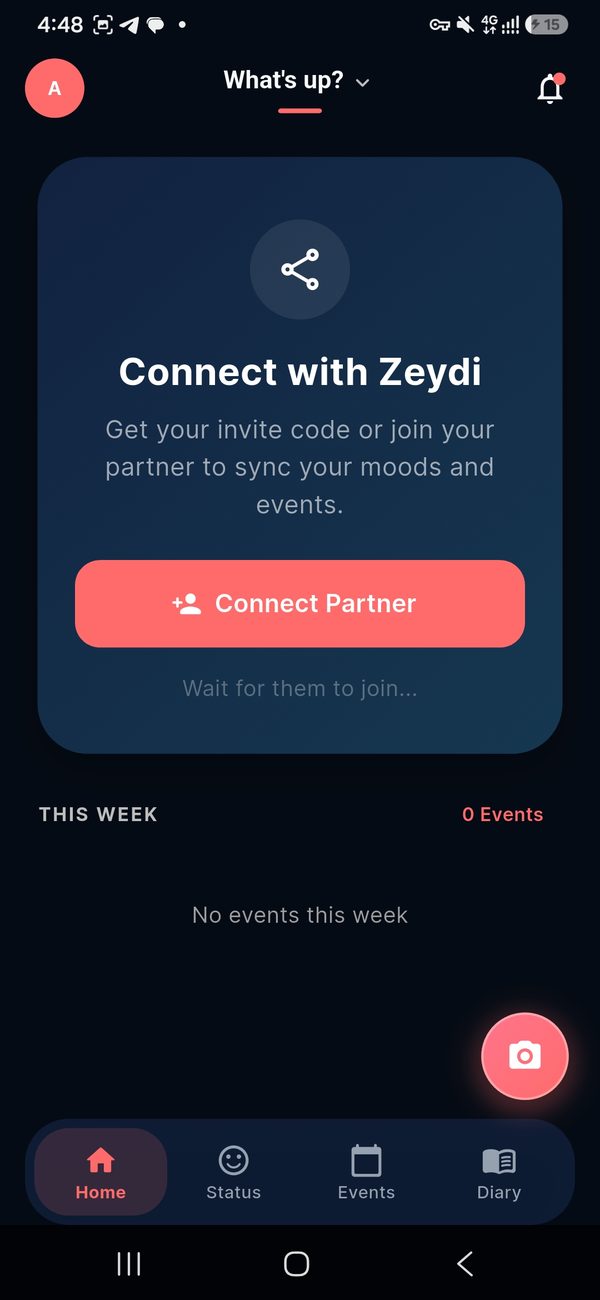 4:48
4G
15
A
What's up?
Connect with Zeydi
Get your invite code or join your
partner to sync your moods and
events.
Connect Partner
Wait for them to join...
THIS WEEK
0 Events
No events this week
Home
Status
Events
Diary